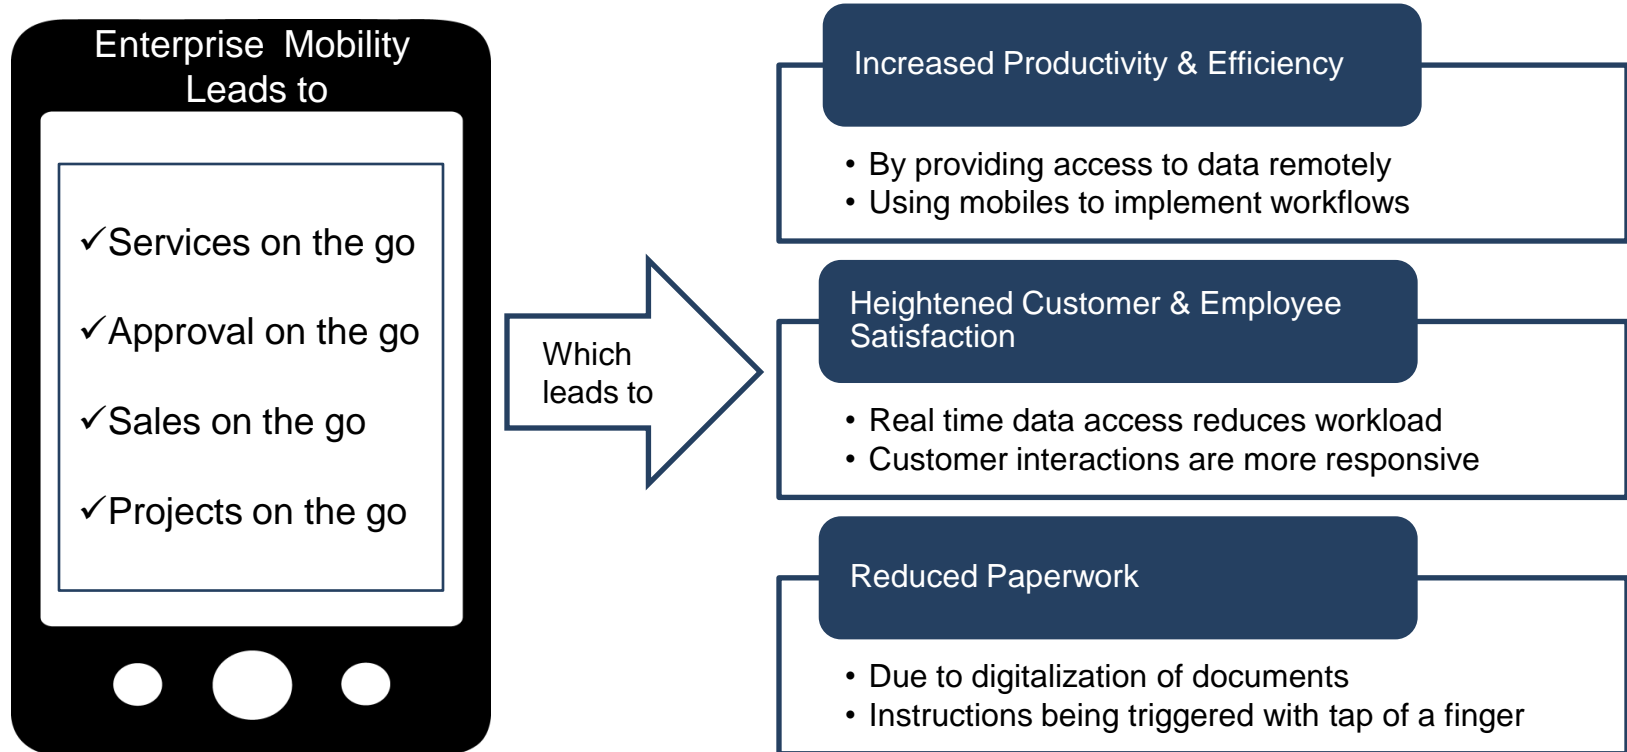 Enterprise  Mobility
Leads to
✓Services on the go
✓Approval on the go
✓Sales on the go
✓Projects on the go
Which
leads to
Increased Productivity & Efficiency
• By providing access to data remotely
• Using mobiles to implement workflows
Heightened Customer & Employee
Satisfaction
• Real time data access reduces workload
• Customer interactions are more responsive
Reduced Paperwork
• Due to digitalization of documents
• Instructions being triggered with tap of a finger